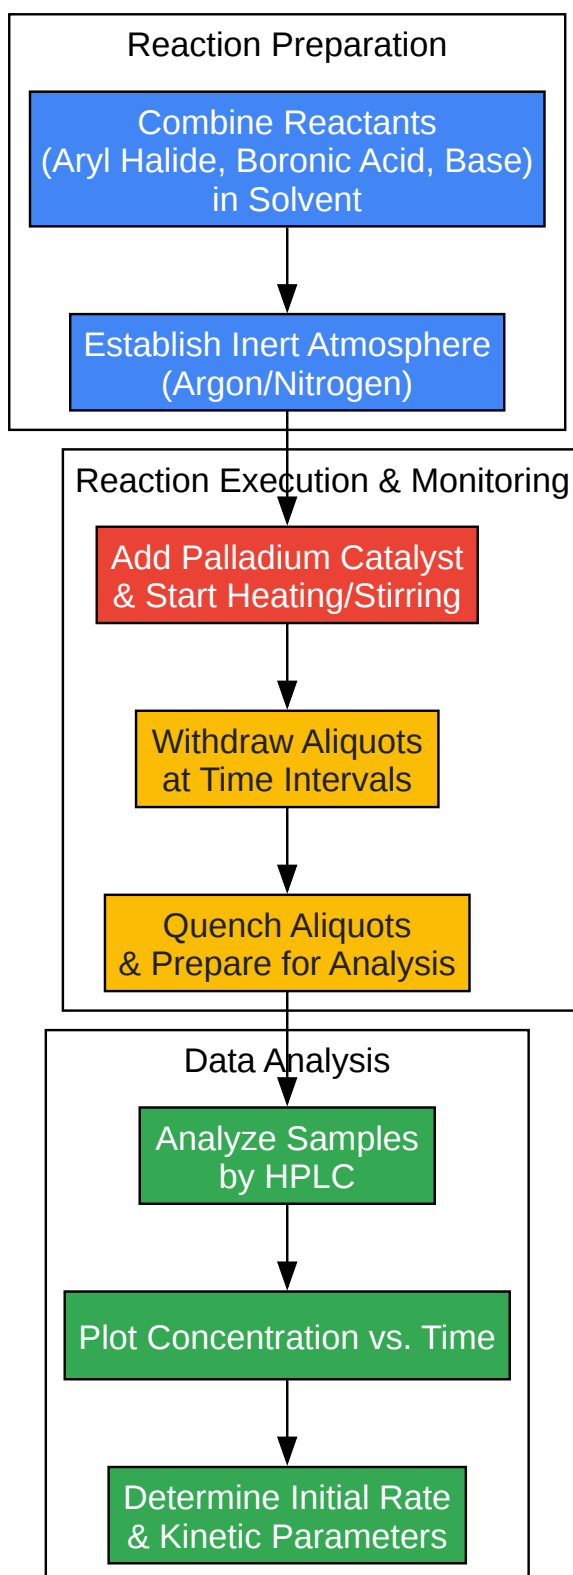 Reaction Preparation
Combine Reactants
(Aryl Halide, Boronic Acid, Base)
in Solvent
Establish Inert Atmosphere
(Argon/Nitrogen)
Reaction Execution & Monitoring
Add Palladium Catalyst
& Start Heating/Stirring
Withdraw Aliquots
at Time Intervals
Quench Aliquots
& Prepare for Analysis
Data Analysis
Analyze Samples
by HPLC
Plot Concentration vs. Time
Determine Initial Rate
& Kinetic Parameters